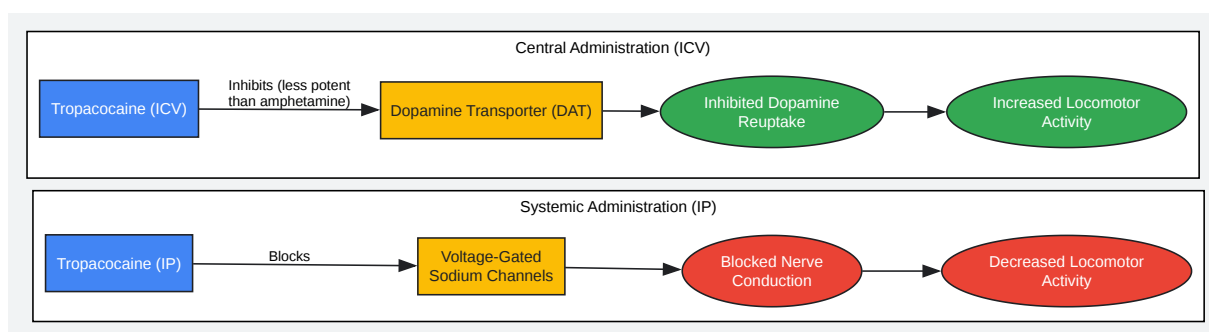 Central Administration (ICV)
Tropacocaine (ICV)
Inhibits (less potent
than amphetamine)
Dopamine Transporter (DAT)
Inhibited Dopamine
Reuptake
Increased Locomotor
Activity
Systemic Administration (IP)
Tropacocaine (IP)
Blocks
Voltage-Gated
Sodium Channels
Blocked Nerve
Conduction
Decreased Locomotor
Activity